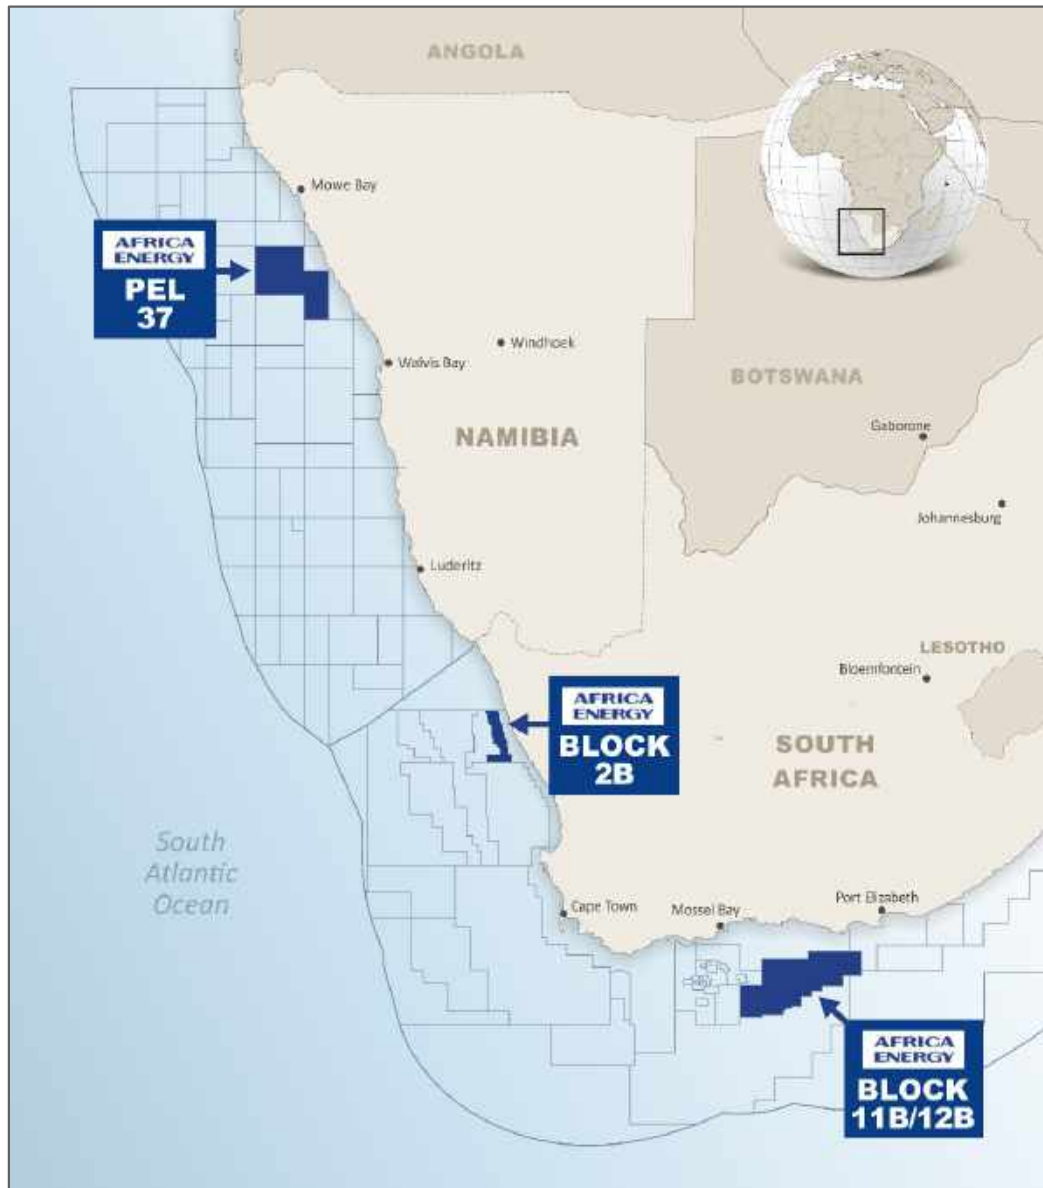 ANGOLA
Mowe Bay
AFRICA
ENERGY
PEL
37
Windhoek
Walvis Bay
BOTSWANA
NAMIBIA
Gaborone
Johannesburg
Luderitz
LESOTHO
Bloemfontein
AFRICA
ENERGY
BLOCK
2B
SOUTH
AFRICA
South
Atlantic
Ocean
Cape Town
Mossel Bay
Port Elizabeth
AFRICA
ENERGY
BLOCK
11B/12B